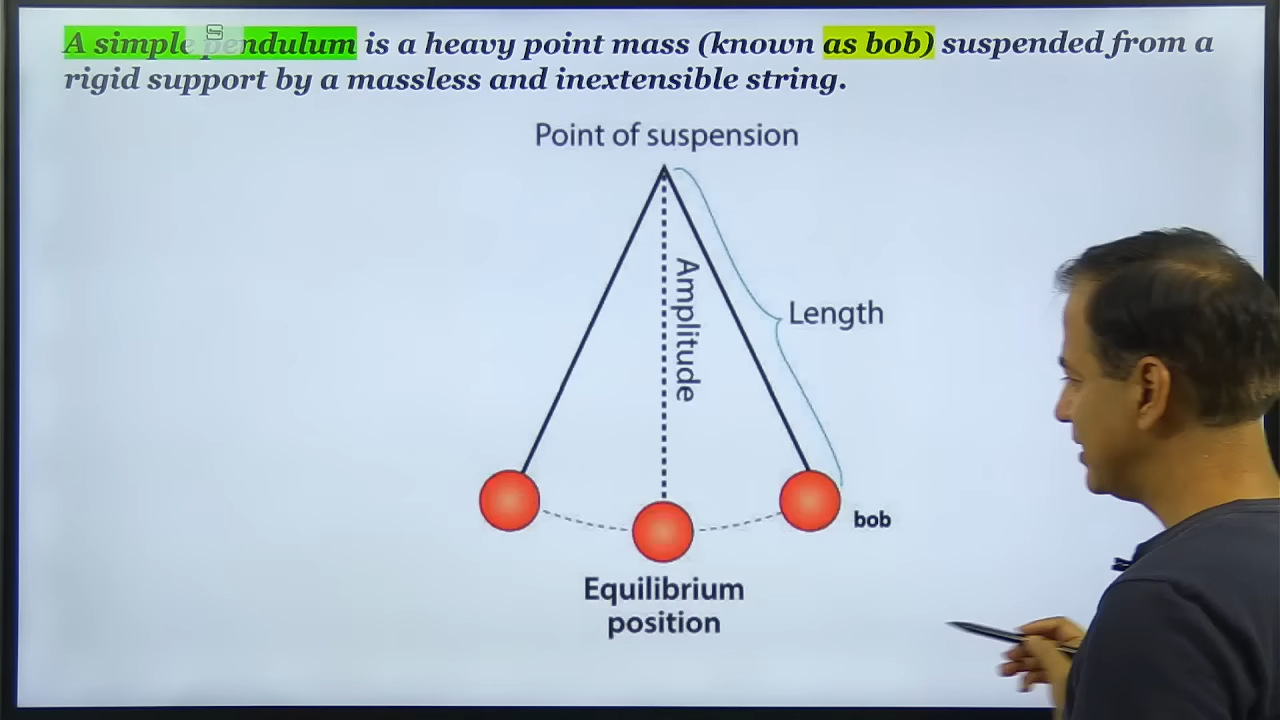 A simple pendulum is a heavy point mass (known as bob) suspended from a
rigid support by a massless and inextensible string.
Point of suspension
Amplitude
Length
bob
Equilibrium
position